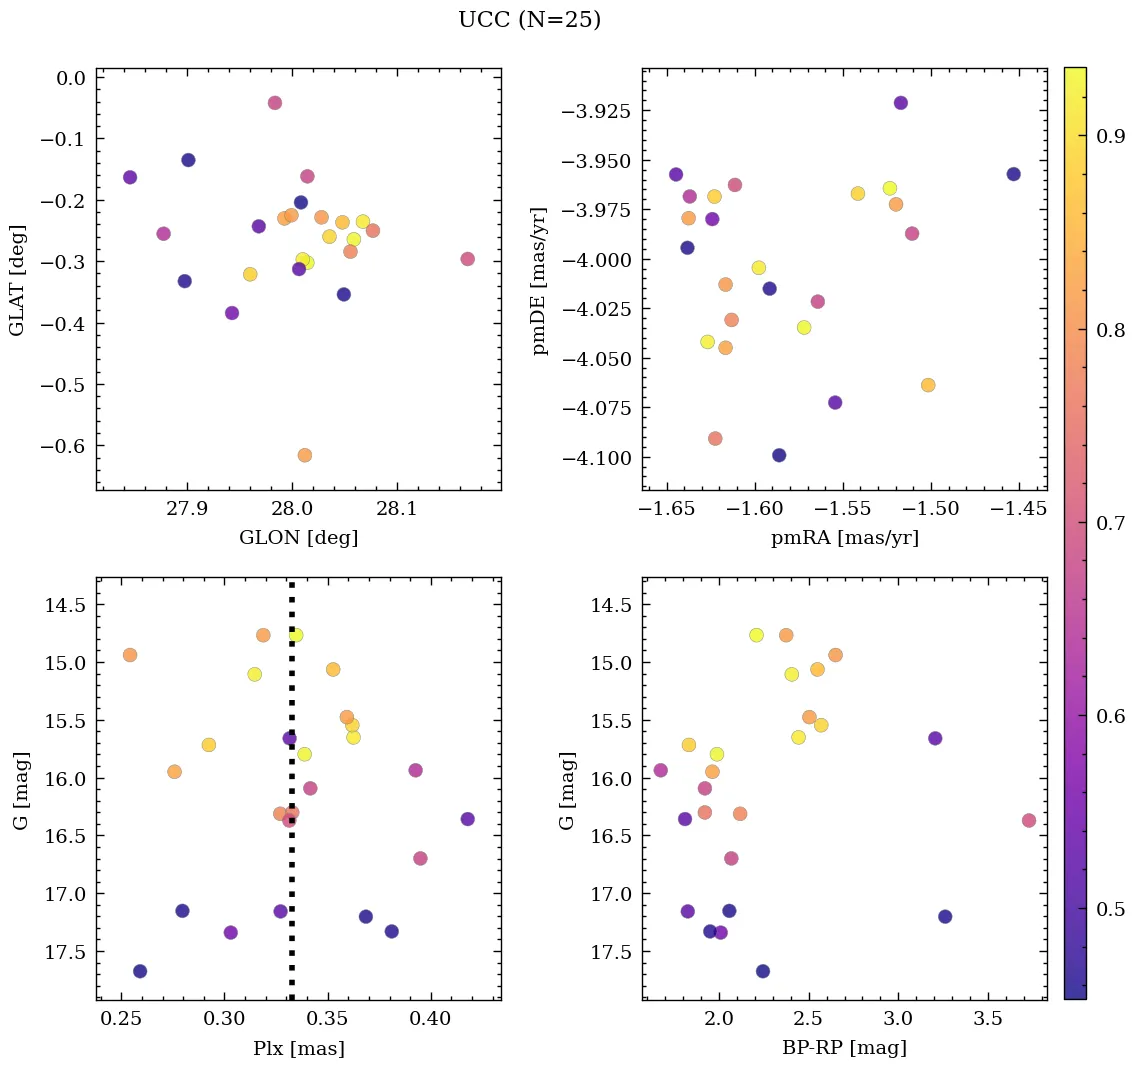 UCC (N=25)
0.0
−0.1
−0.2
−0.3
−0.4
−0.5
−0.6
GLAT [deg]
27.9 28.0 28.1
GLON [deg]
−3.925
−3.950
−3.975
−4.000
−4.025
−4.050
−4.075
−4.100
pmDE [mas/yr]
−1.65 −1.60 −1.55 −1.50 −1.45
pmRA [mas/yr]
0.9
0.8
0.7
0.6
0.5
14.5
15.0
15.5
16.0
16.5
17.0
17.5
G [mag]
0.25 0.30 0.35 0.40
Plx [mas]
14.5
15.0
15.5
16.0
16.5
17.0
17.5
G [mag]
2.0 2.5 3.0 3.5
BP-RP [mag]